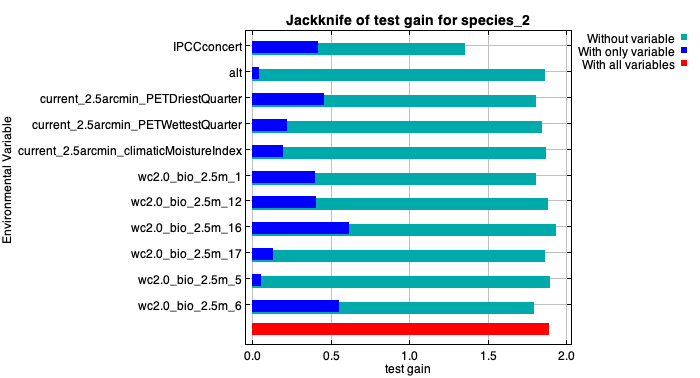 Jackknife of test gain for species_2
Without variable
With only variable
With all variables
Environmental Variable
IPCCconcert
alt
current_2.5arcmin_PETDriestQuarter
current_2.5arcmin_PETWettestQuarter
current_2.5arcmin_climaticMoistureIndex
wc2.0_bio_2.5m_1
wc2.0_bio_2.5m_12
wc2.0_bio_2.5m_16
wc2.0_bio_2.5m_17
wc2.0_bio_2.5m_5
wc2.0_bio_2.5m_6
0.0 0.5 1.0 1.5 2.0
test gain